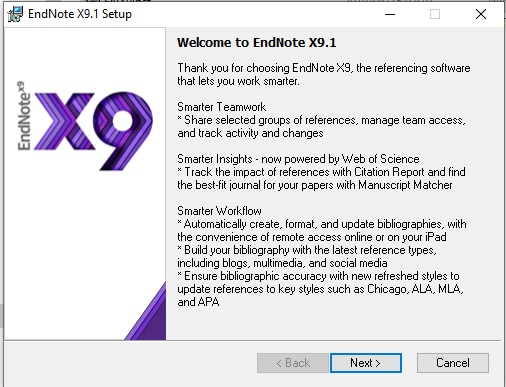 EndNote X9.1 Setup
Welcome to EndNote X9.1
Thank you for choosing EndNote X9, the referencing software
that lets you work smarter.
Smarter Teamwork
* Share selected groups of references, manage team access,
and track activity and changes
Smarter Insights - now powered by Web of Science
* Track the impact of references with Citation Report and find
the best-fit journal for your papers with Manuscript Matcher
Smarter Workflow
* Automatically create, format, and update bibliographies, with
the convenience of remote access online or on your iPad
* Build your bibliography with the latest reference types,
including blogs, multimedia, and social media
* Ensure bibliographic accuracy with new refreshed styles to
update references to key styles such as Chicago, ALA, MLA,
and APA
EndNote X9
X9
< Back
Next >
Cancel